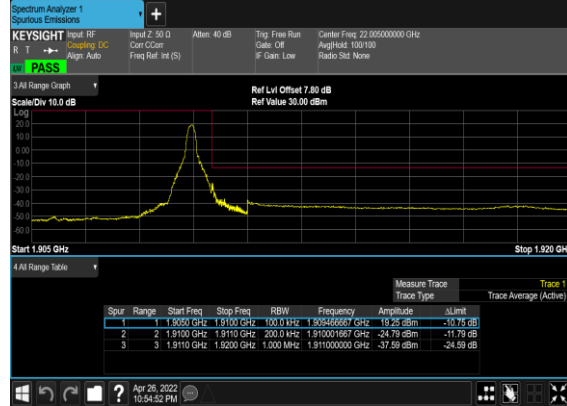 Spectrum Analyzer 1
Spurious Emissions
+
KEYSIGHT Input: RF Input Z: 50 Ω Atten: 40 dB Trig: Free Run Center Freq: 22.005000000 GHz
R T Coupling: DC Corr CCorr Gate: Off Avg|Hold: 100/100
Align: Auto Freq Ref: Int (S) IF Gain: Low Radio Std: None
PASS
3 All Range Graph
Ref Lvl Offset 7.80 dB
Scale/Div 10.0 dB Ref Value 30.00 dBm
Log
20.0
10.0
0.00
-10.0
-20.0
-30.0
-40.0
-50.0
-60.0
Start 1.905 GHz Stop 1.920 GH
4 All Range Table
Measure Trace Trace 1
Trace Type Trace Average (Active)
Spur Range Start Freq Stop Freq RBW Frequency Amplitude ΔLimit
1 1 1.9050 GHz 1.9100 GHz 100.0 kHz 1.909466667 GHz 19.25 dBm -10.75 dB
2 2 1.9100 GHz 1.9110 GHz 200.0 kHz 1.910001667 GHz -24.79 dBm -11.79 dB
3 3 1.9110 GHz 1.9200 GHz 1.000 MHz 1.911000000 GHz -37.59 dBm -24.59 dB
? Apr 26, 2022
10:54:52 PM